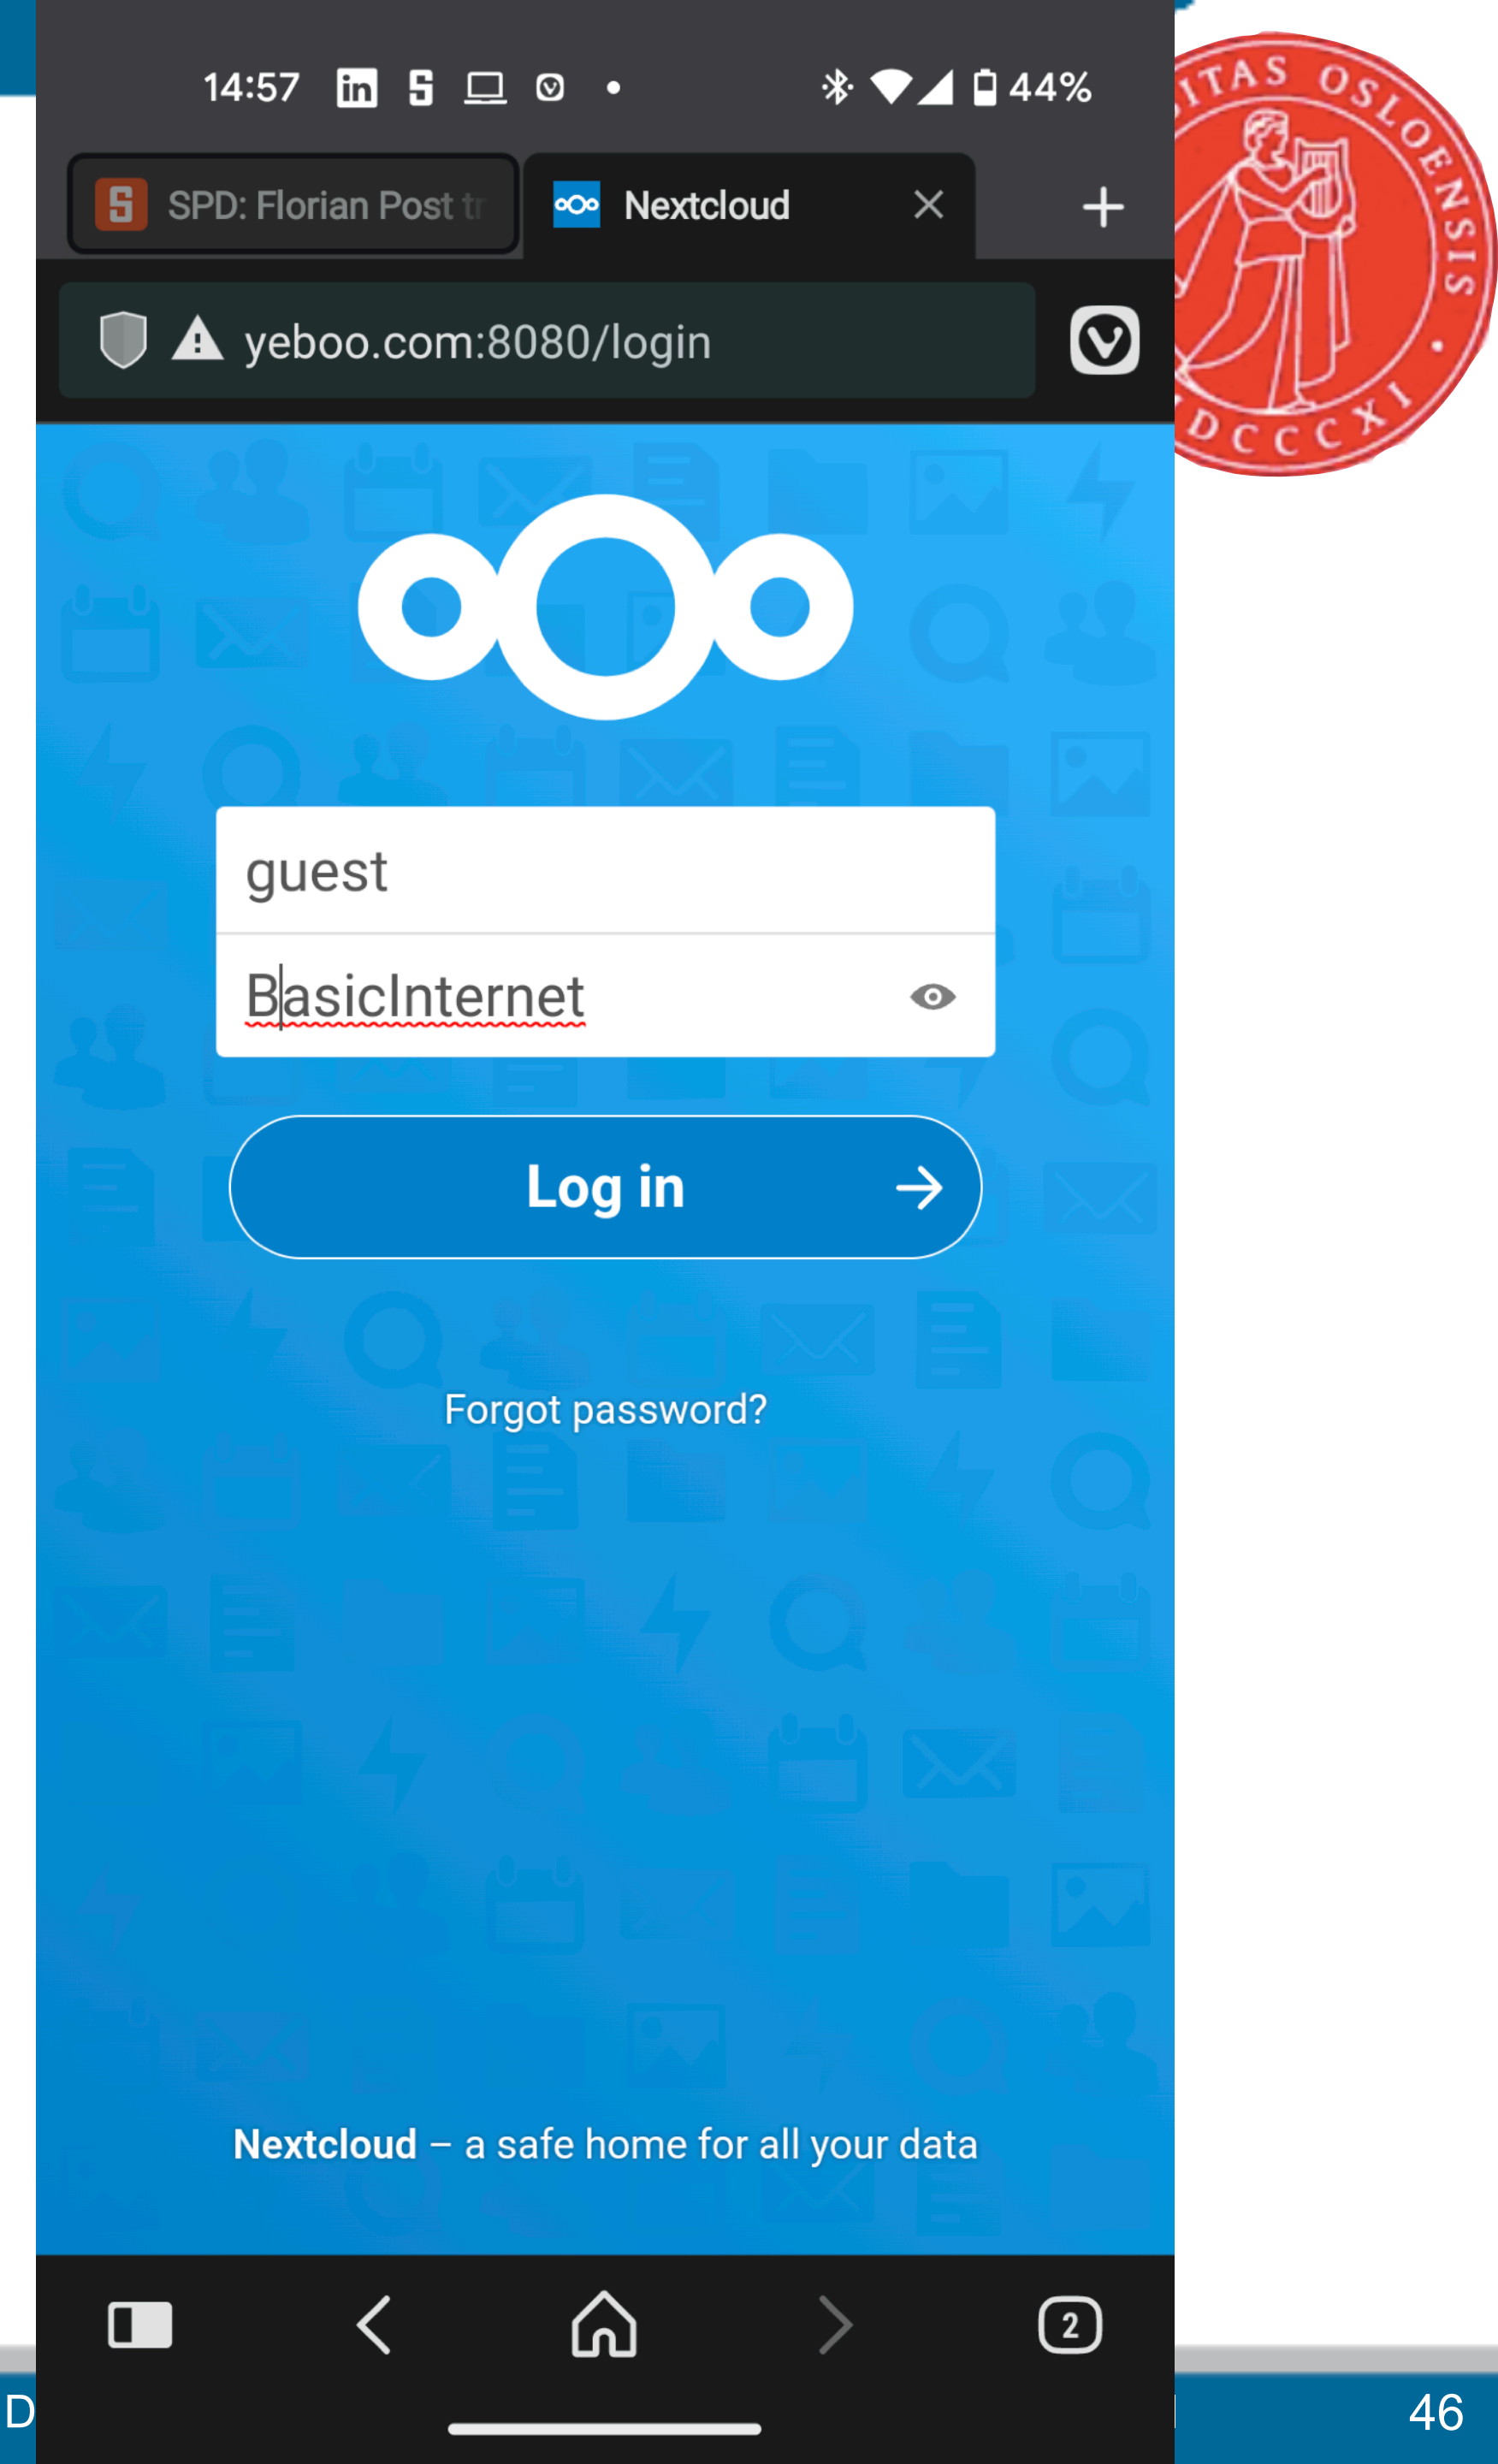 14:57 in S 44%
SPD: Florian Post tr
Nextcloud
yeboo.com:8080/login
ITAS OSLOENSIS
DCCCXI
guest
BasicInternet
Log in
Forgot password?
Nextcloud – a safe home for all your data
2
D
46